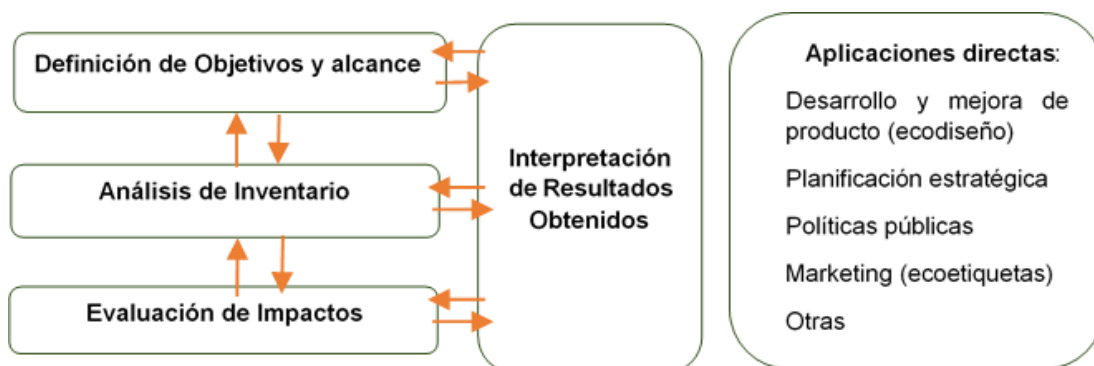 Definición de Objetivos y alcance
Análisis de Inventario
Evaluación de Impactos
Interpretación
de Resultados
Obtenidos
Aplicaciones directas:
Desarrollo y mejora de
producto (ecodiseño)
Planificación estratégica
Políticas públicas
Marketing (ecoetiquetas)
Otras